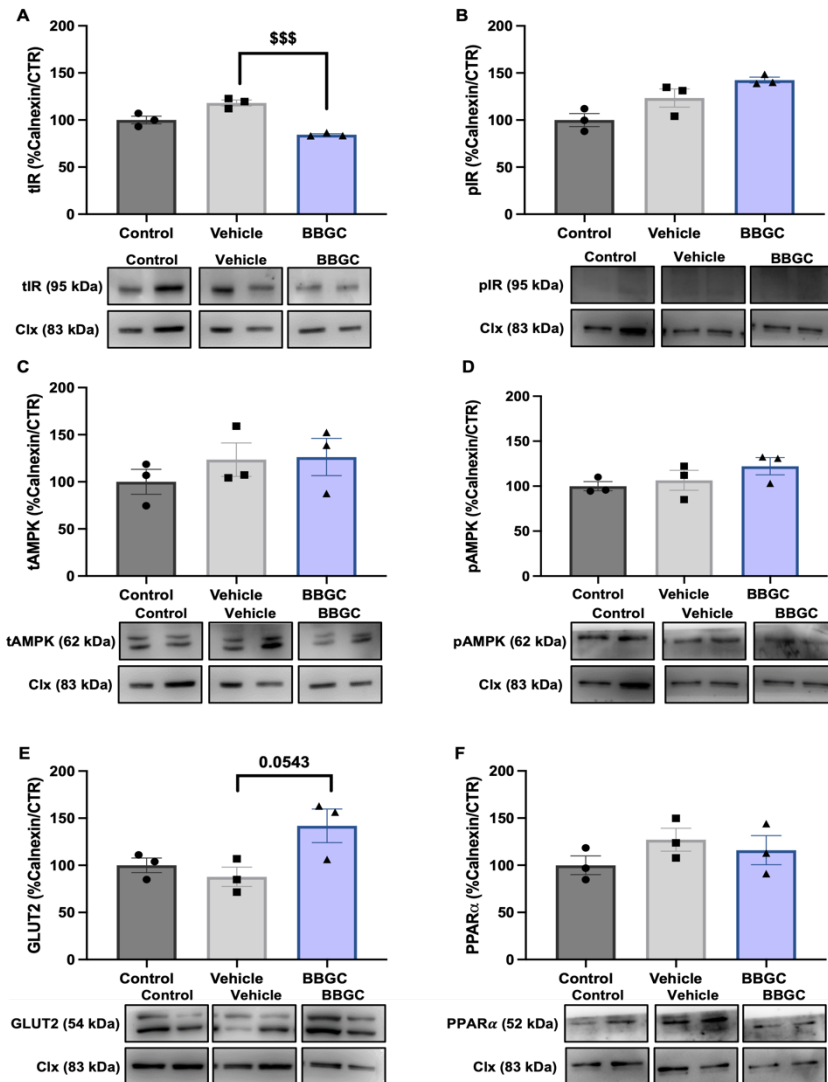 A
tIR (%Calnexin/CTR)
200
150
100
50
0
$$$
Control Vehicle BBGC
Control Vehicle BBGC
tIR (95 kDa)
Clx (83 kDa)
B
pIR (%Calnexin/CTR)
200
150
100
50
0
Control Vehicle BBGC
Control Vehicle BBGC
pIR (95 kDa)
Clx (83 kDa)
C
tAMPK (%Calnexin/CTR)
200
150
100
50
0
Control Vehicle BBGC
Control Vehicle BBGC
tAMPK (62 kDa)
Clx (83 kDa)
D
pAMPK (%Calnexin/CTR)
200
150
100
50
0
Control Vehicle BBGC
Control Vehicle BBGC
pAMPK (62 kDa)
Clx (83 kDa)
E
GLUT2 (%Calnexin/CTR)
200
150
100
50
0
0.0543
Control Vehicle BBGC
Control Vehicle BBGC
GLUT2 (54 kDa)
Clx (83 kDa)
F
PPARα (%Calnexin/CTR)
200
150
100
50
0
Control Vehicle BBGC
Control Vehicle BBGC
PPARα (52 kDa)
Clx (83 kDa)